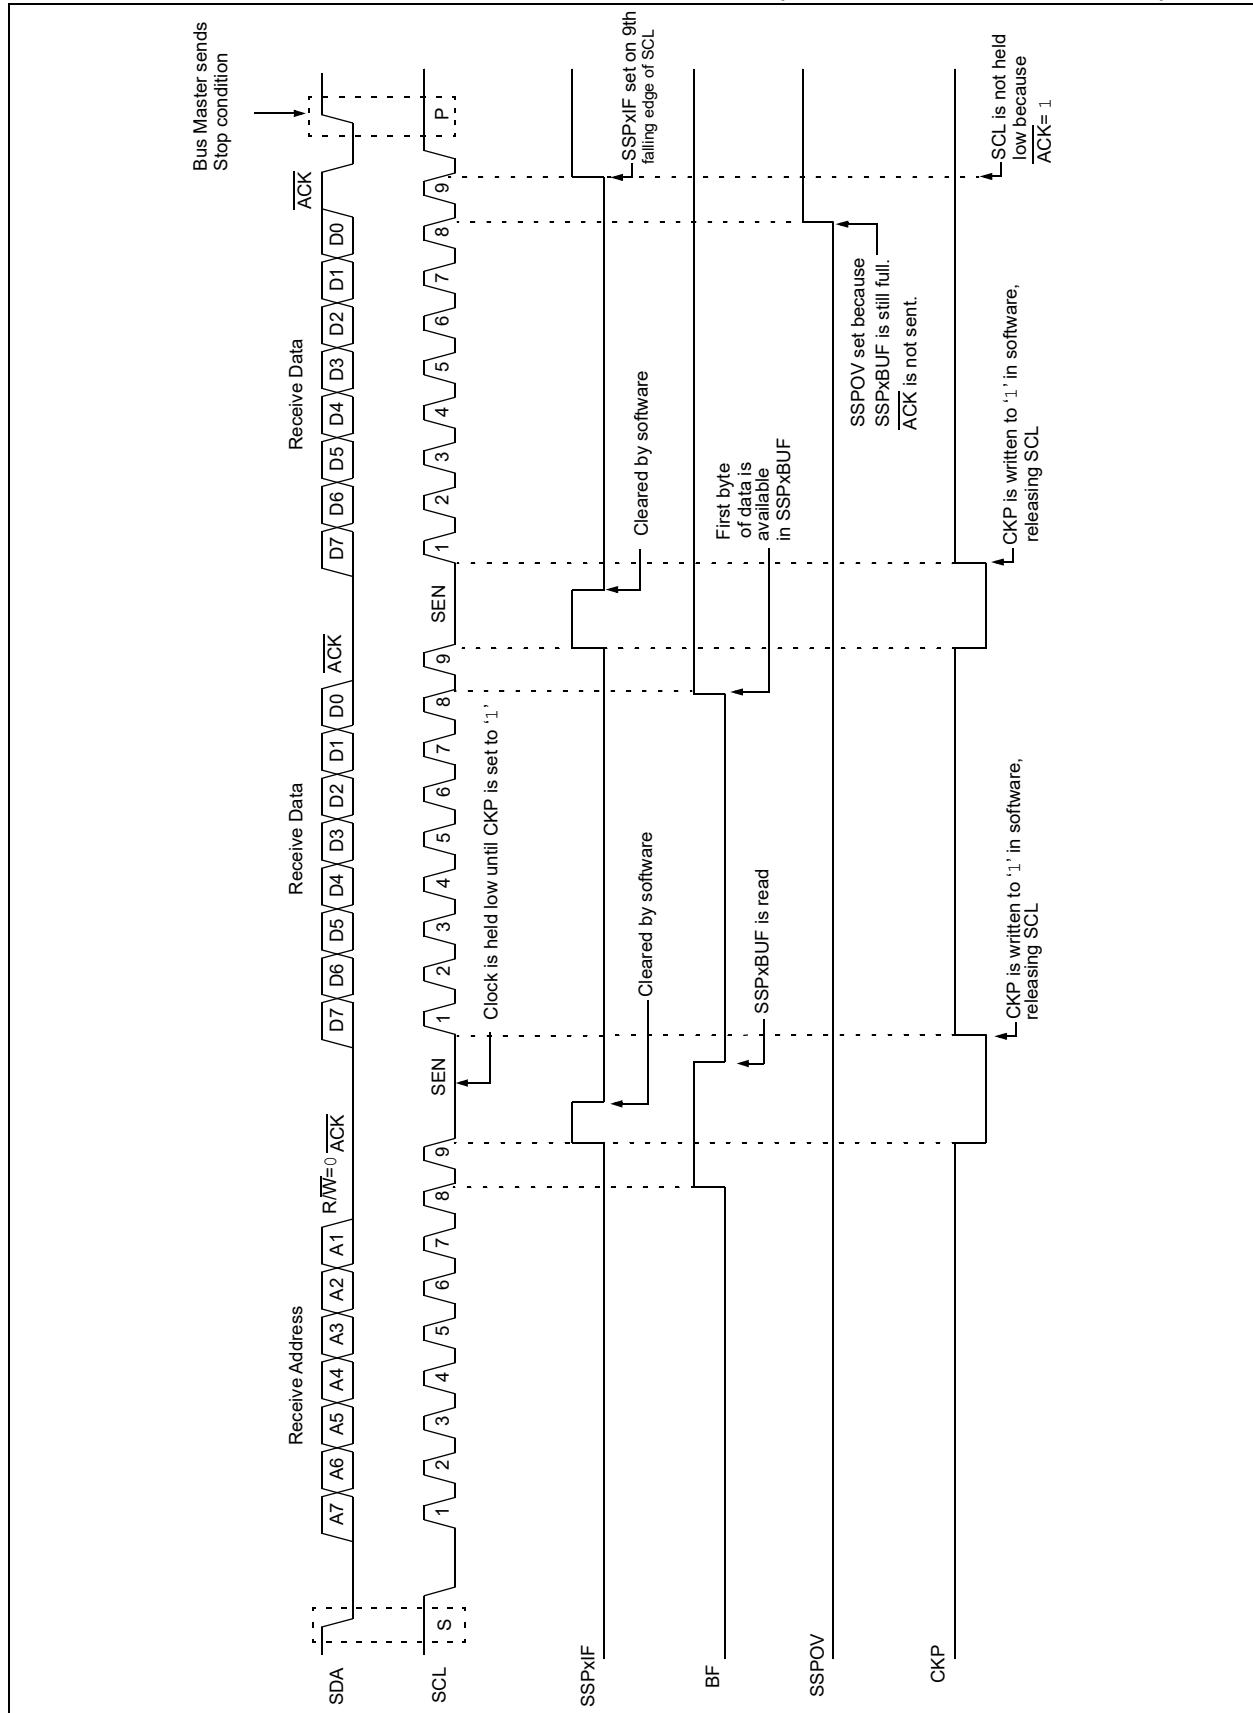 Bus Master sends
Stop condition
Receive Address
Receive Data
Receive Data
SDA
A7 A6 A5 A4 A3 A2 A1 R/W=0 ACK
D7 D6 D5 D4 D3 D2 D1 D0 ACK
D7 D6 D5 D4 D3 D2 D1 D0 ACK
SCL
S 1 2 3 4 5 6 7 8 9 SEN
1 2 3 4 5 6 7 8 9 SEN
1 2 3 4 5 6 7 8 9 P
Clock is held low until CKP is set to ‘1’
SSPxIF
Cleared by software
Cleared by software
SSPxIF set on 9th
falling edge of SCL
BF
SSPxBUF is read
First byte
of data is
available
in SSPxBUF
SSPOV
SSPOV set because
SSPxBUF is still full.
ACK is not sent.
CKP
CKP is written to ‘1’ in software,
releasing SCL
CKP is written to ‘1’ in software,
releasing SCL
SCL is not held
low because
ACK= 1